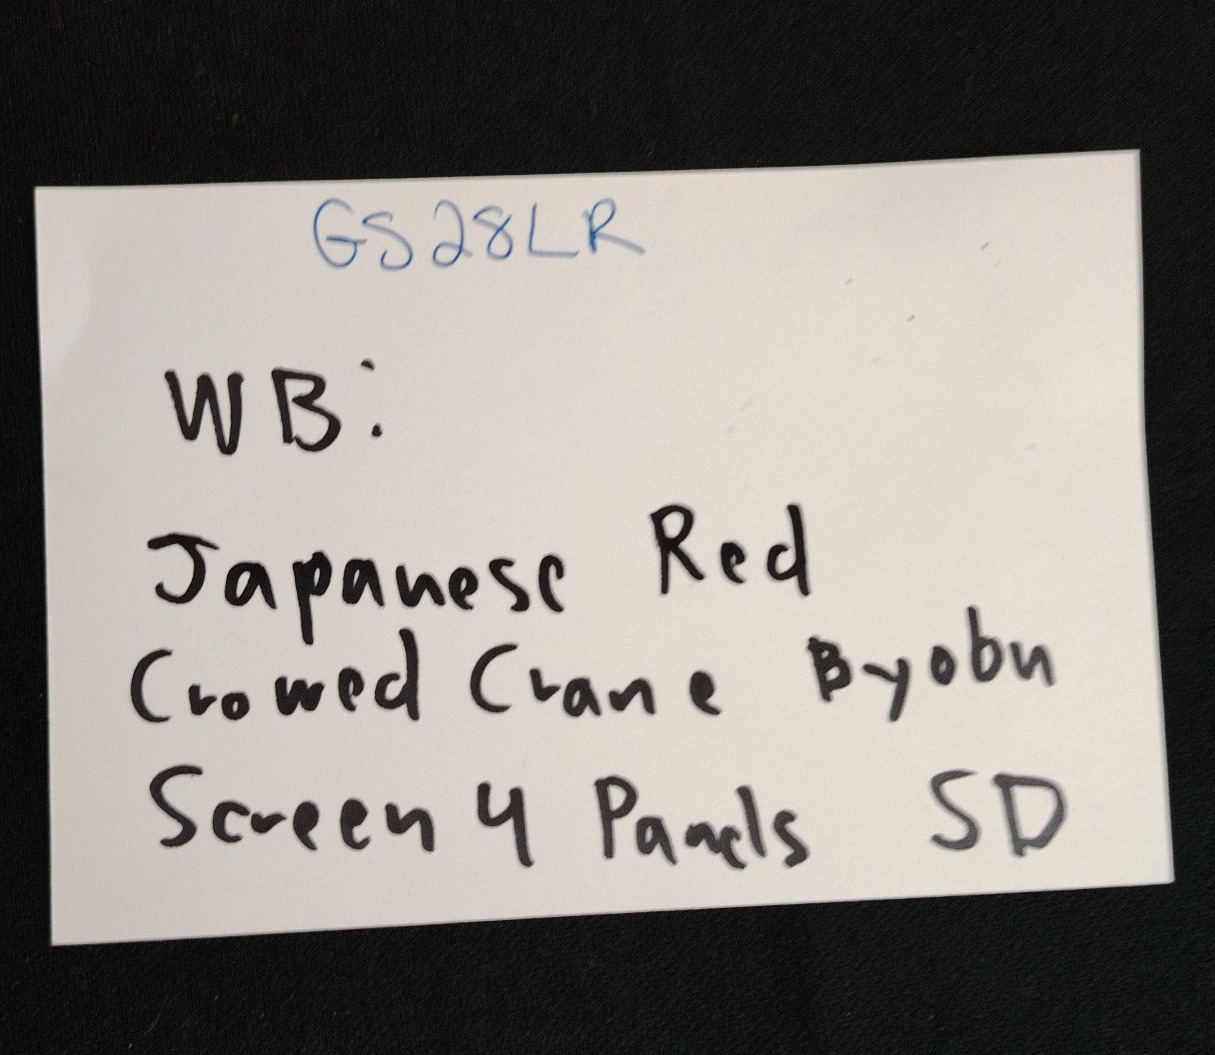 GS28LR
WB:
Japanese Red
Crowed Crane Byobu
Screen 4 Panels SD